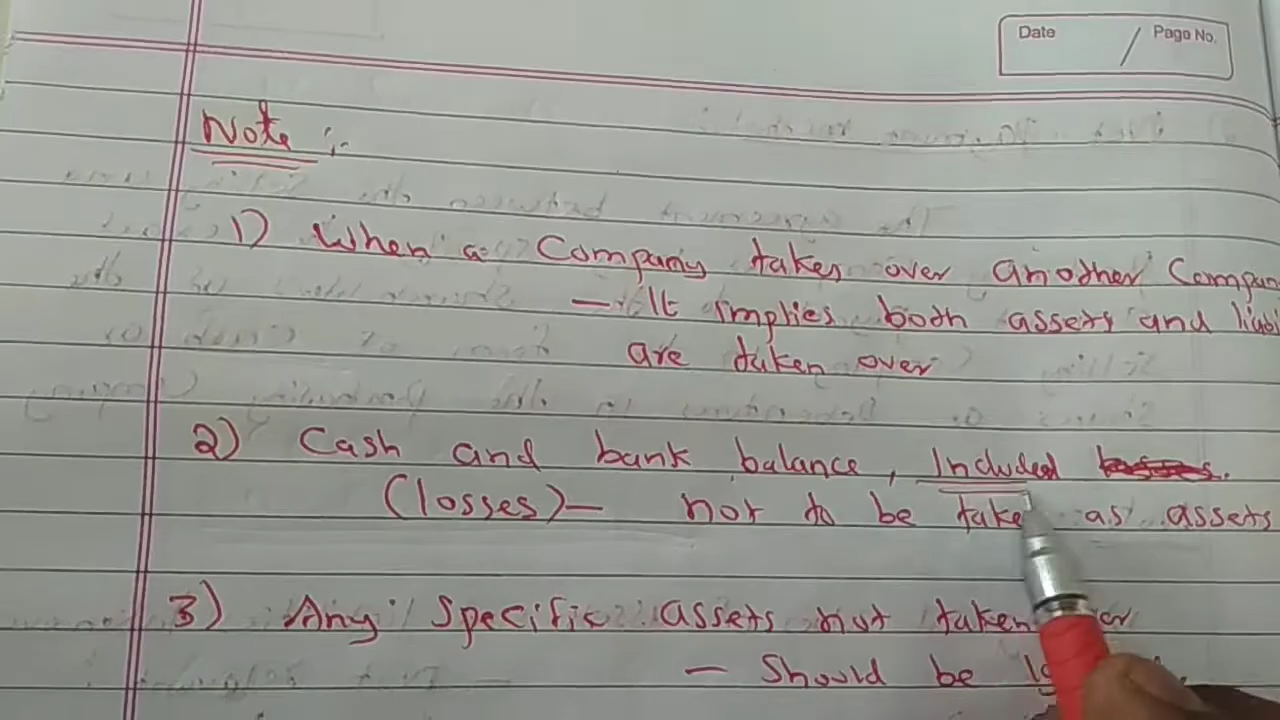 Date / Page No.
Note :-
1) When a Company takes over another Compan
- It implies both assets and liabi
are taken over
2) Cash and bank balance, Included
(losses) - not to be take as assets
3) Any Specific assets not taken
- Should be